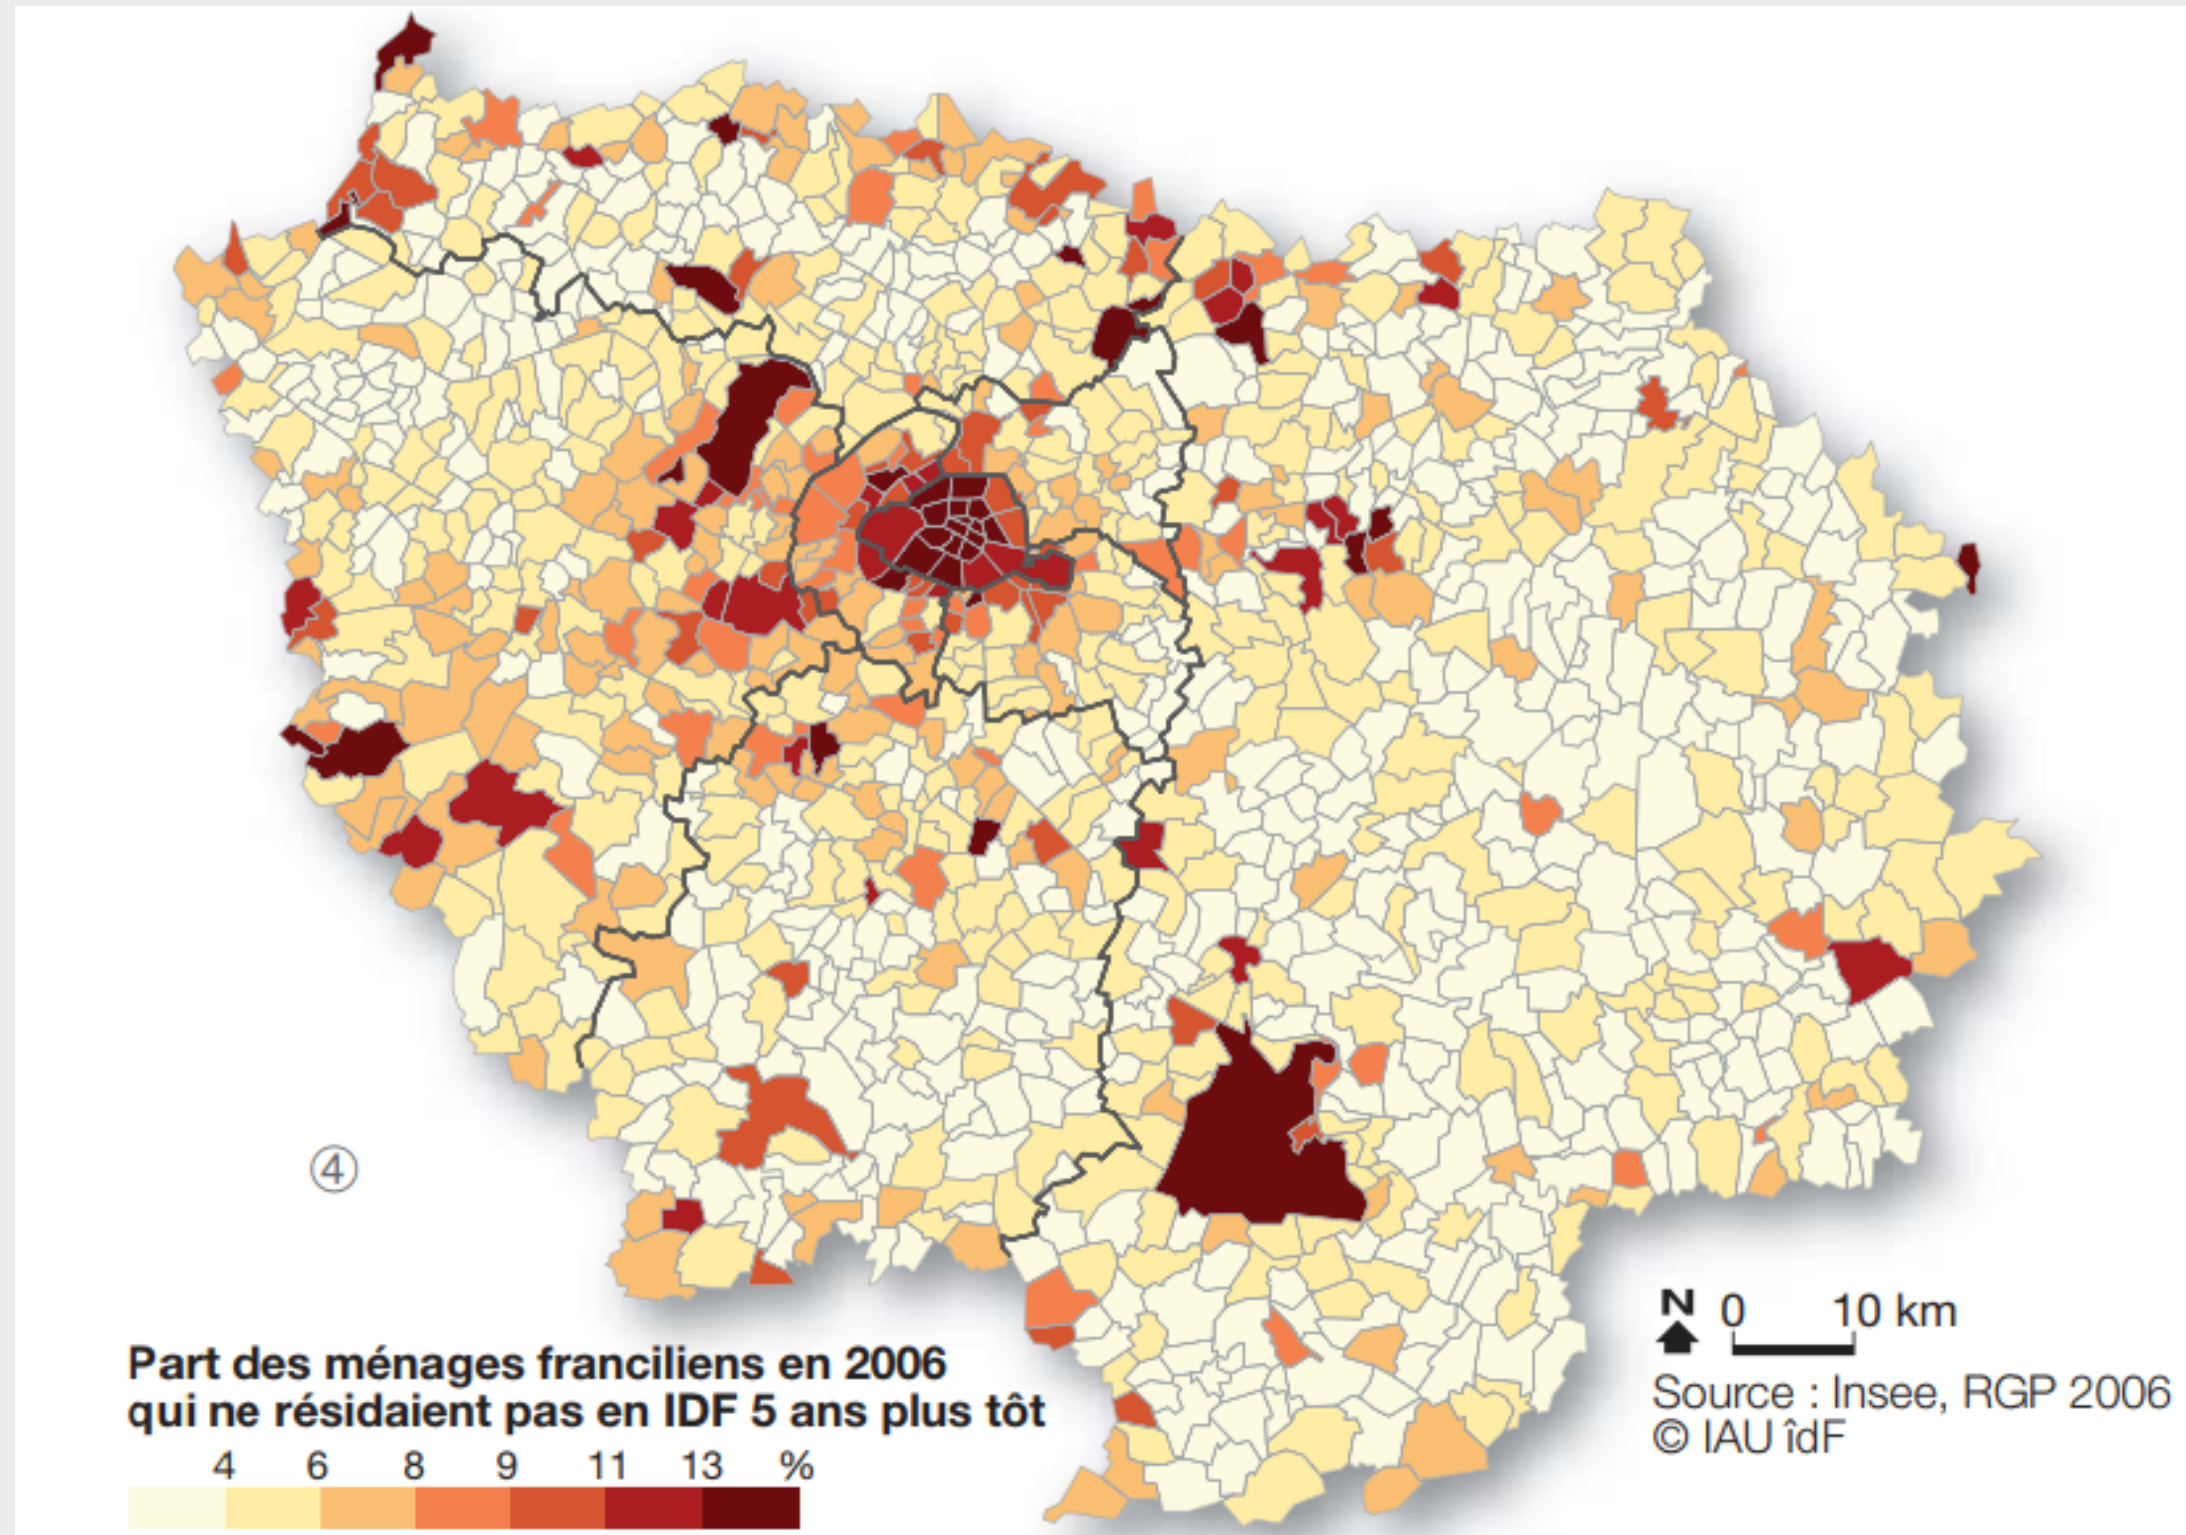 ④
N 0 10 km
Source : Insee, RGP 2006
© IAU îdF
Part des ménages franciliens en 2006
qui ne résidaient pas en IDF 5 ans plus tôt
4 6 8 9 11 13 %